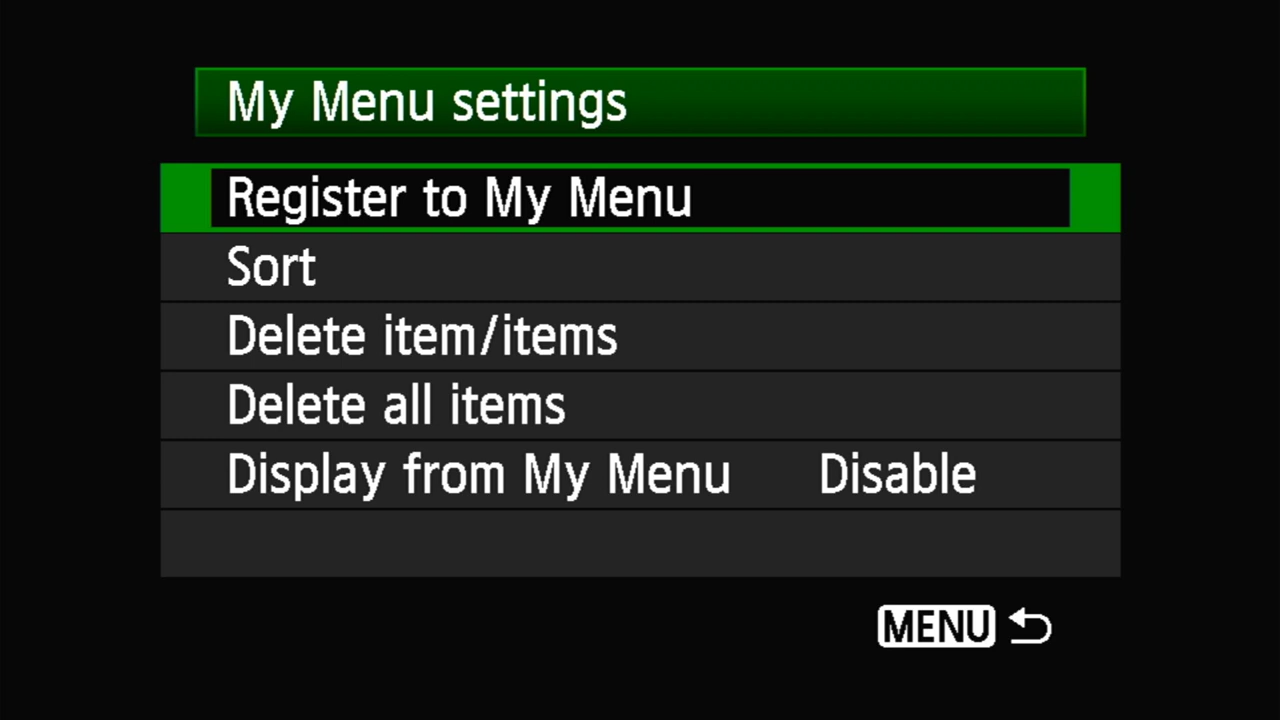 My Menu settings
Register to My Menu
Sort
Delete item/items
Delete all items
Display from My Menu Disable
MENU